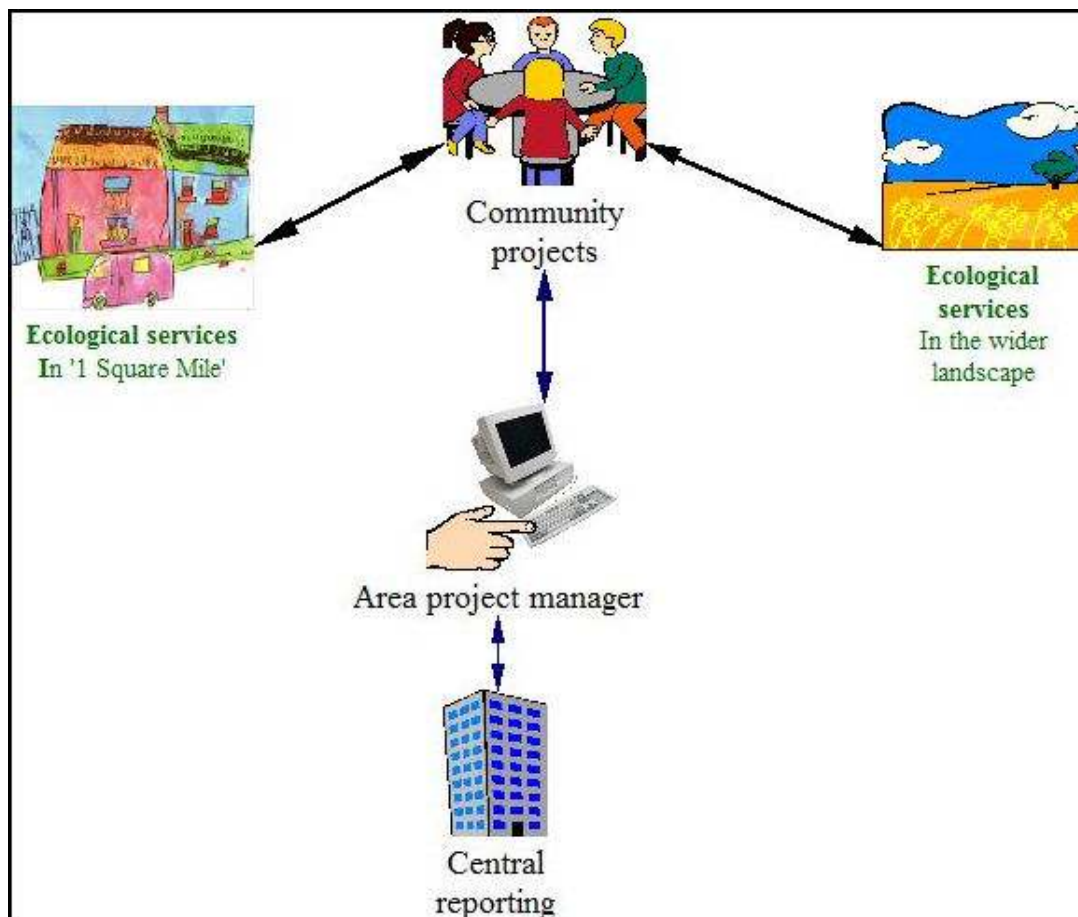 Community
projects
Ecological services
In '1 Square Mile'
Ecological
services
In the wider
landscape
Area project manager
Central
reporting